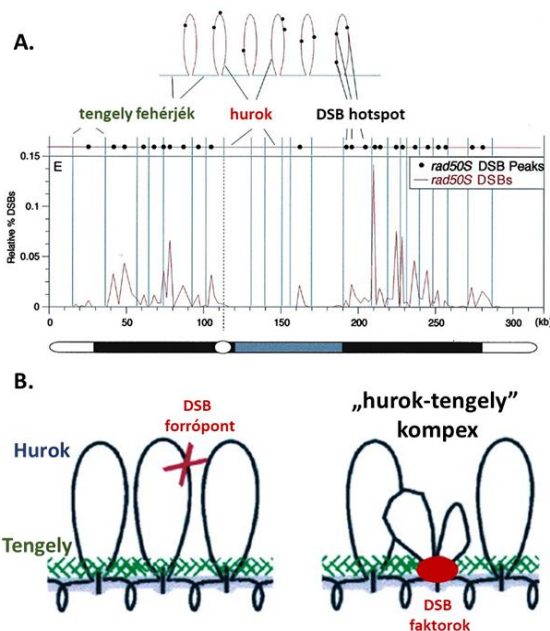 A.
tengely fehérjék hurok DSB hotspot
0.15
E
rad50S DSB Peaks
rad50S DSBs
Relative % DSBs
0.1
0.05
0
0 50 100 150 200 250 300 (kb)
B.
DSB
forrópont
„hurok-tengely”
kompex
Hurok
Tengely
DSB
faktorok